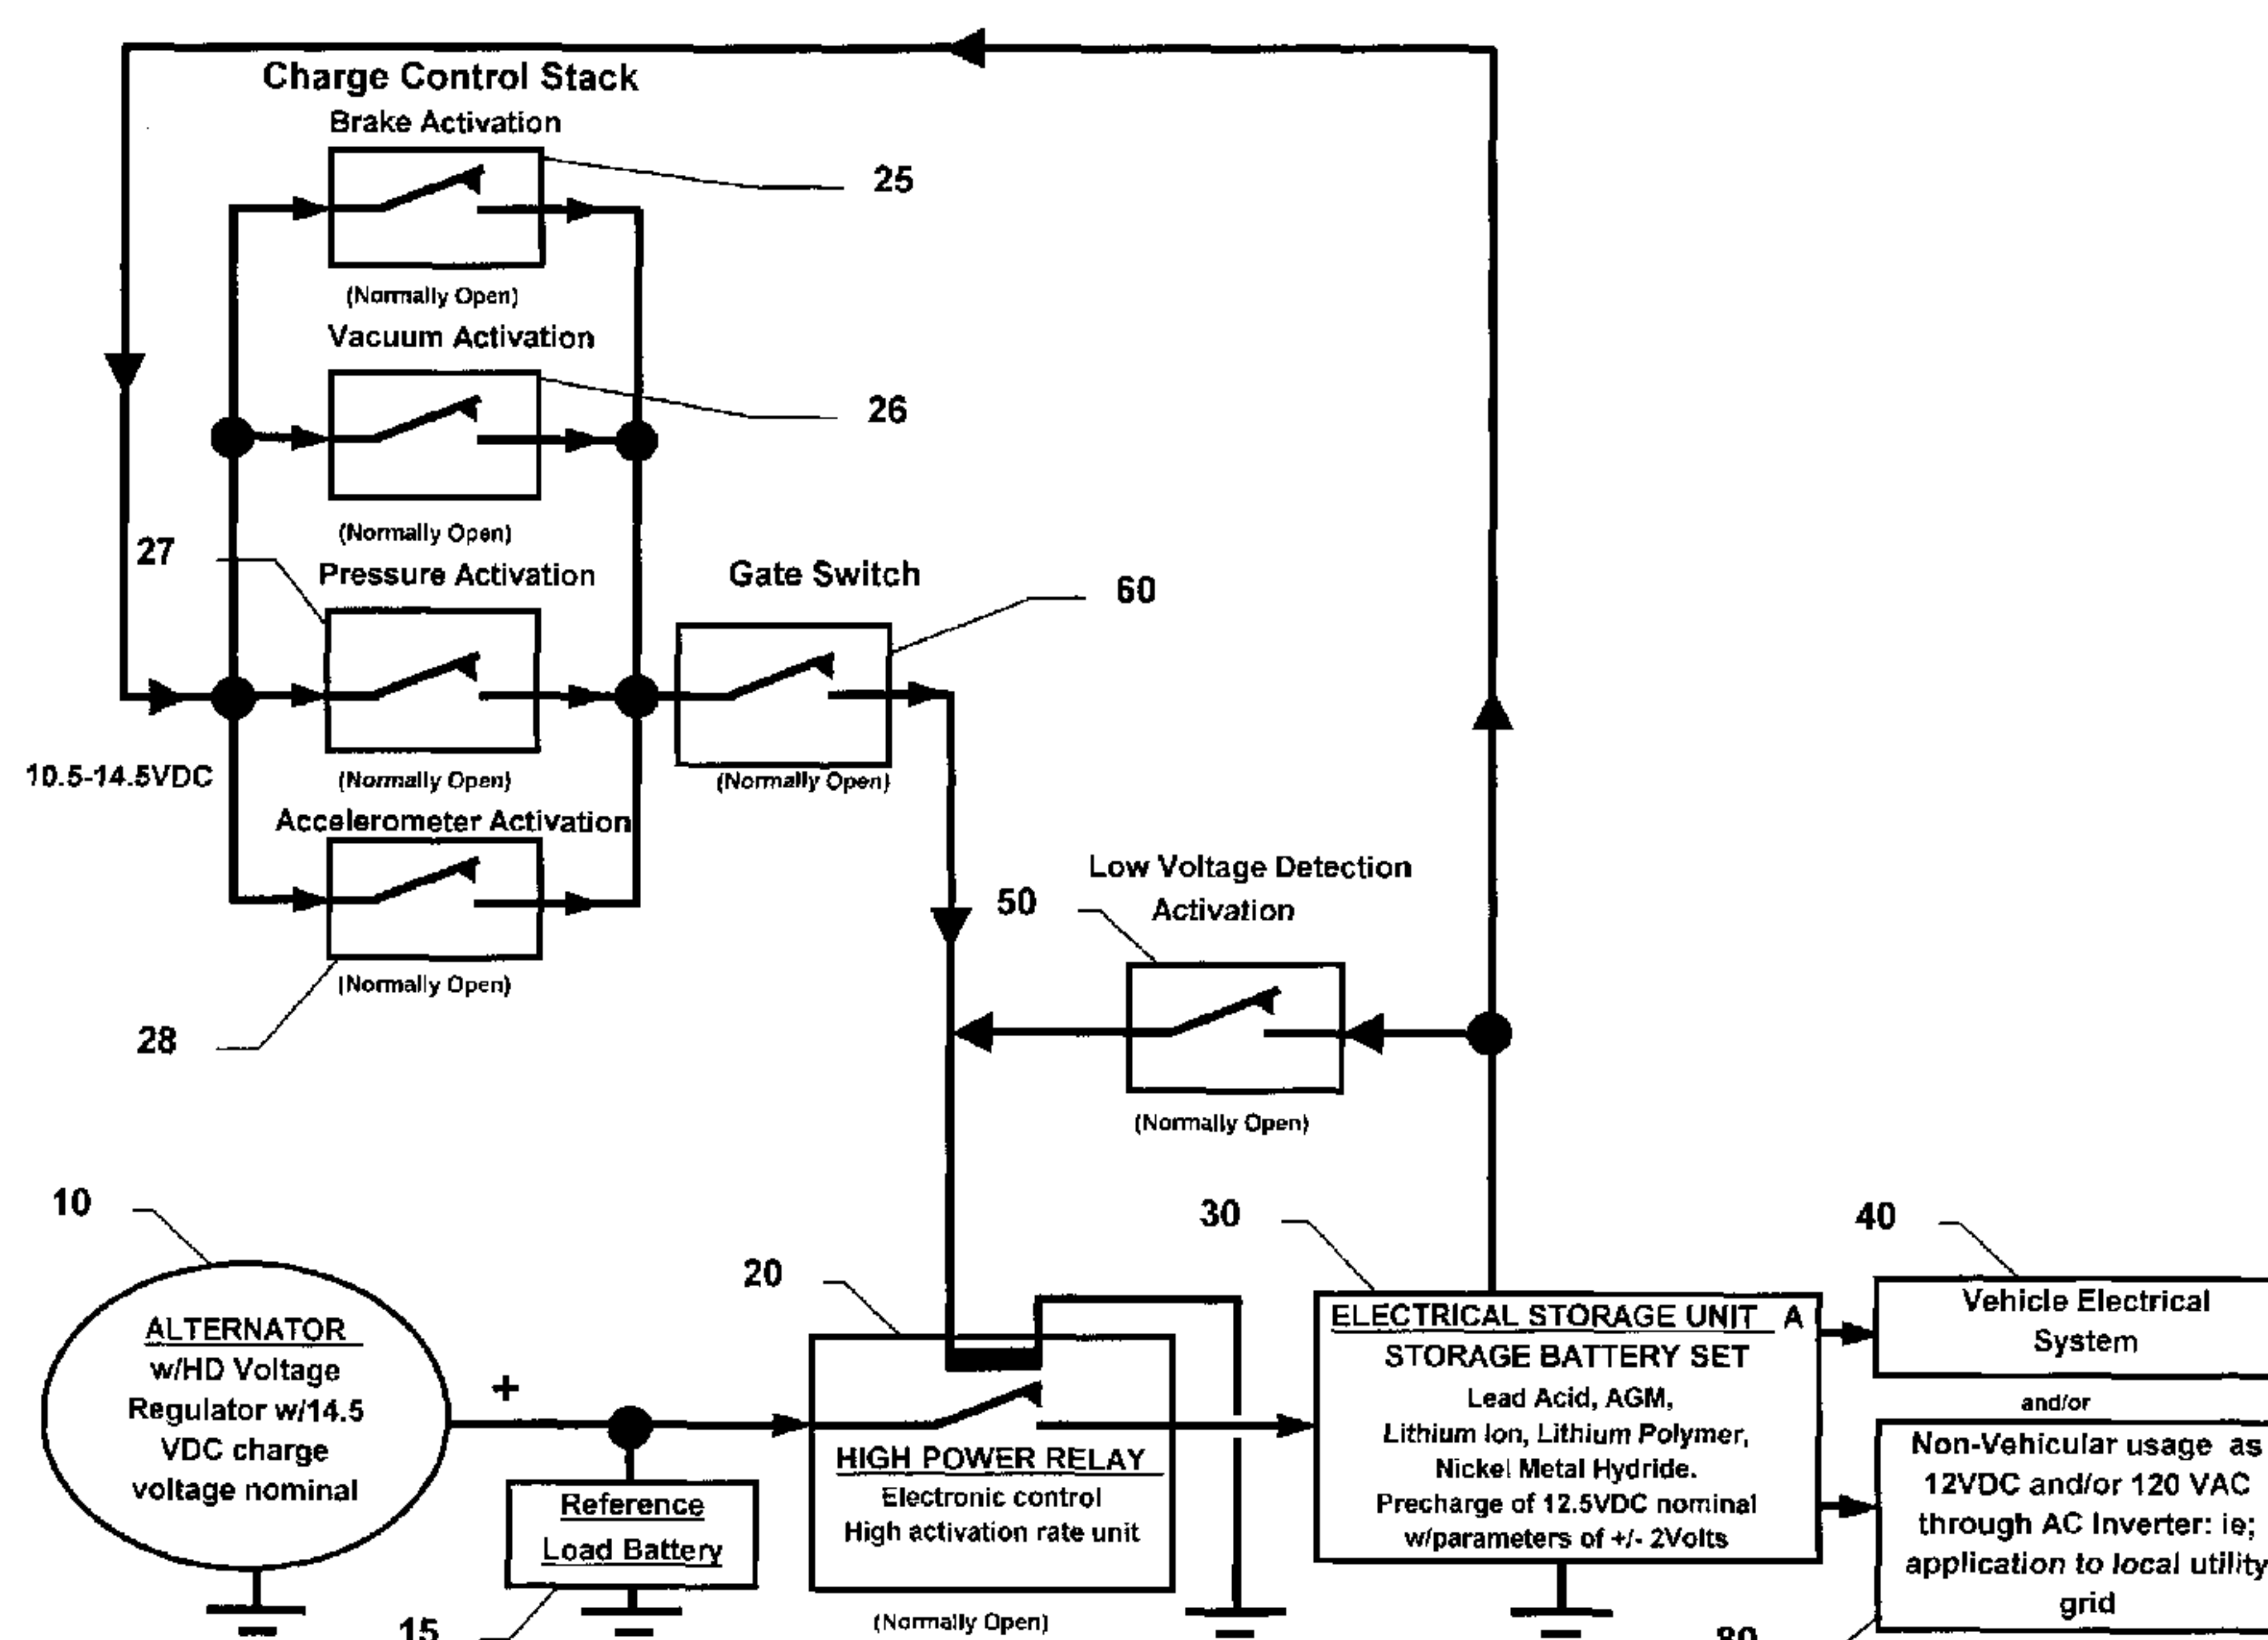 Charge Control Stack
Brake Activation
25
(Normally Open)
Vacuum Activation
26
(Normally Open)
27
Pressure Activation
Gate Switch
60
10.5-14.5VDC
(Normally Open)
(Normally Open)
Accelerometer Activation
Low Voltage Detection
Activation
50
(Normally Open)
28
(Normally Open)
10
30
40
20
ALTERNATOR
w/HD Voltage
Regulator w/14.5
VDC charge
voltage nominal
+
Reference
Load Battery
15
HIGH POWER RELAY
Electronic control
High activation rate unit
(Normally Open)
ELECTRICAL STORAGE UNIT A
STORAGE BATTERY SET
Lead Acid, AGM,
Lithium Ion, Lithium Polymer,
Nickel Metal Hydride.
Precharge of 12.5VDC nominal
w/parameters of +/- 2Volts
Vehicle Electrical
System
and/or
Non-Vehicular usage as
12VDC and/or 120 VAC
through AC Inverter: ie;
application to local utility
grid
80